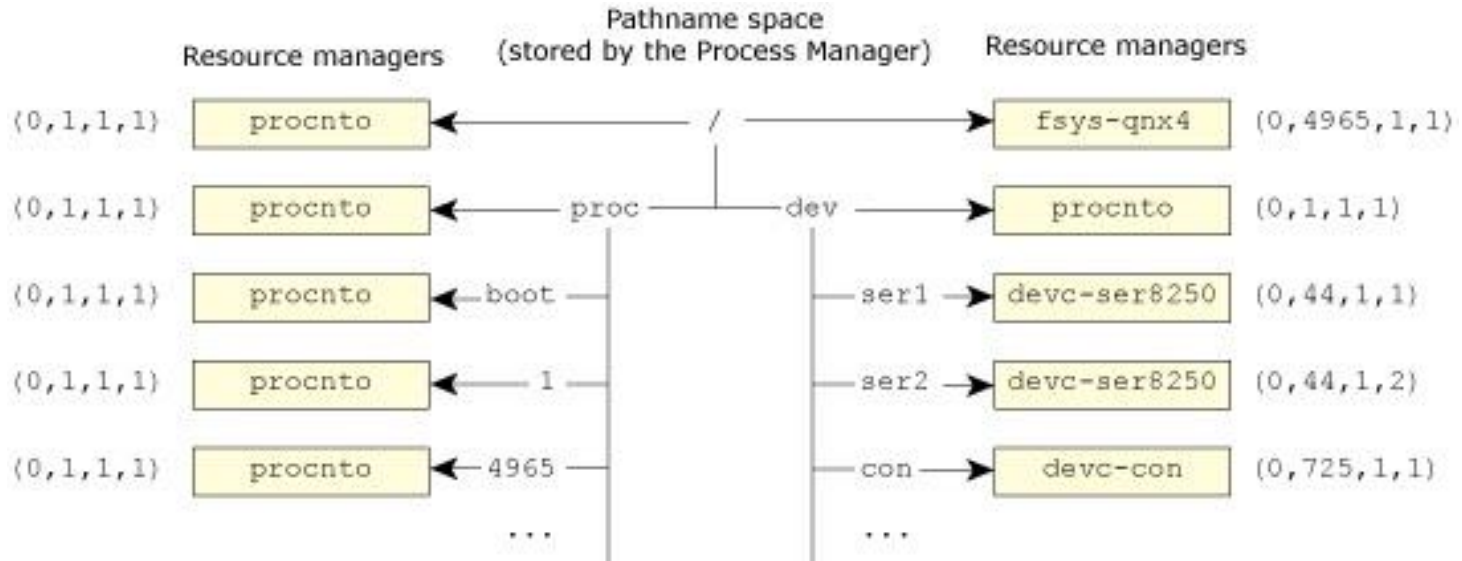 Pathname space
Resource managers (stored by the Process Manager) Resource managers
(0,1,1,1) procnto / fsys-qnx4 (0,4965,1,1)
(0,1,1,1) procnto proc dev procnto (0,1,1,1)
(0,1,1,1) procnto boot ser1 devc-ser8250 (0,44,1,1)
(0,1,1,1) procnto 1 ser2 devc-ser8250 (0,44,1,2)
(0,1,1,1) procnto 4965 con devc-con (0,725,1,1)
... ...